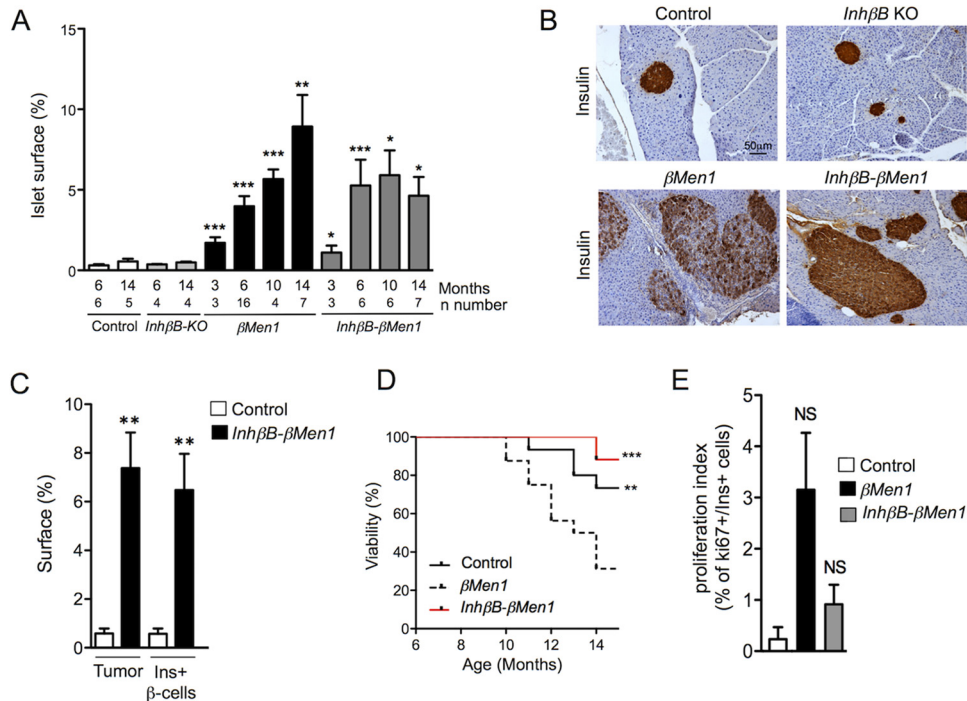 A
Islet surface (%)
15
10
5
0
***
***
***
**
*
***
*
*
6 14 6 14 3 6 10 14 3 6 10 14 Months
6 5 4 4 3 16 4 7 3 6 6 7 n number
Control InhβB-KO βMen1 InhβB-βMen1
B
Control InhβB KO
Insulin
50µm
βMen1 InhβB-βMen1
Insulin
C
Surface (%)
10
8
6
4
2
0
** **
Control
InhβB-βMen1
Tumor Ins+
β-cells
D
Viability (%)
100
80
60
40
20
0
***
**
Control
βMen1
InhβB-βMen1
6 8 10 12 14
Age (Months)
E
proliferation index
(% of ki67+/Ins+ cells)
5
4
3
2
1
0
NS
NS
Control
βMen1
InhβB-βMen1